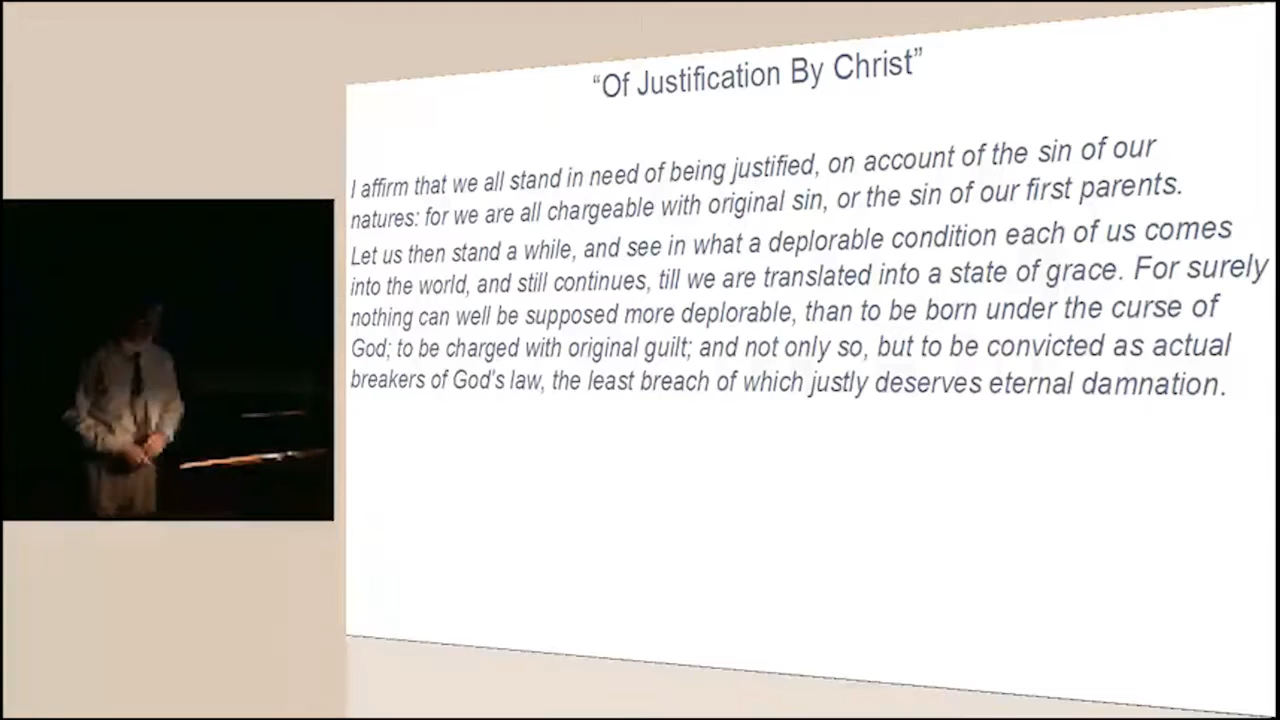 “Of Justification By Christ”
I affirm that we all stand in need of being justified, on account of the sin of our
natures: for we are all chargeable with original sin, or the sin of our first parents.
Let us then stand a while, and see in what a deplorable condition each of us comes
into the world, and still continues, till we are translated into a state of grace. For surely
nothing can well be supposed more deplorable, than to be born under the curse of
God; to be charged with original guilt; and not only so, but to be convicted as actual
breakers of God's law, the least breach of which justly deserves eternal damnation.